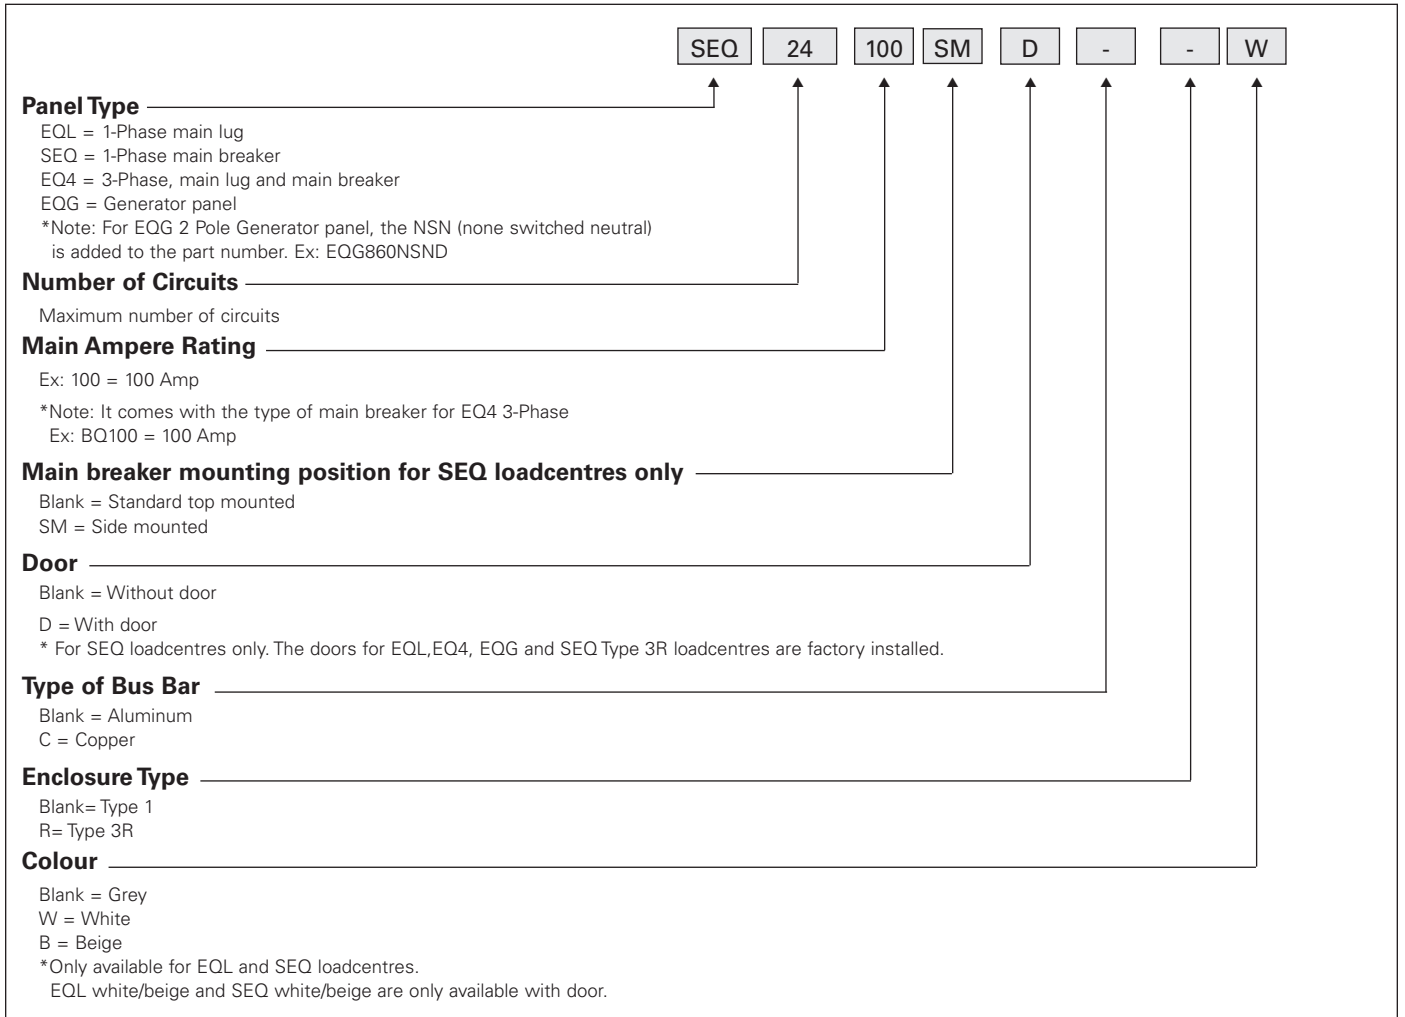 SEQ 24 100 SM D - - W
Panel Type
EQL = 1-Phase main lug
SEQ = 1-Phase main breaker
EQ4 = 3-Phase, main lug and main breaker
EQG = Generator panel
*Note: For EQG 2 Pole Generator panel, the NSN (none switched neutral)
is added to the part number. Ex: EQG860NSND
Number of Circuits
Maximum number of circuits
Main Ampere Rating
Ex: 100 = 100 Amp
*Note: It comes with the type of main breaker for EQ4 3-Phase
Ex: BQ100 = 100 Amp
Main breaker mounting position for SEQ loadcentres only
Blank = Standard top mounted
SM = Side mounted
Door
Blank = Without door
D = With door
* For SEQ loadcentres only. The doors for EQL,EQ4, EQG and SEQ Type 3R loadcentres are factory installed.
Type of Bus Bar
Blank = Aluminum
C = Copper
Enclosure Type
Blank= Type 1
R= Type 3R
Colour
Blank = Grey
W = White
B = Beige
*Only available for EQL and SEQ loadcentres.
EQL white/beige and SEQ white/beige are only available with door.